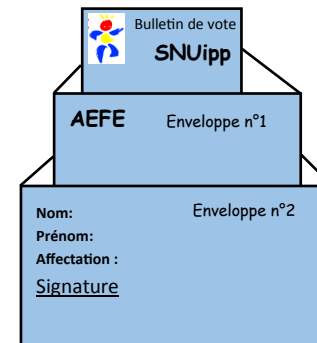 Bulletin de vote
SNUipp
AEFE Enveloppe n°1
Nom: Enveloppe n°2
Prénom:
Affectation :
Signature